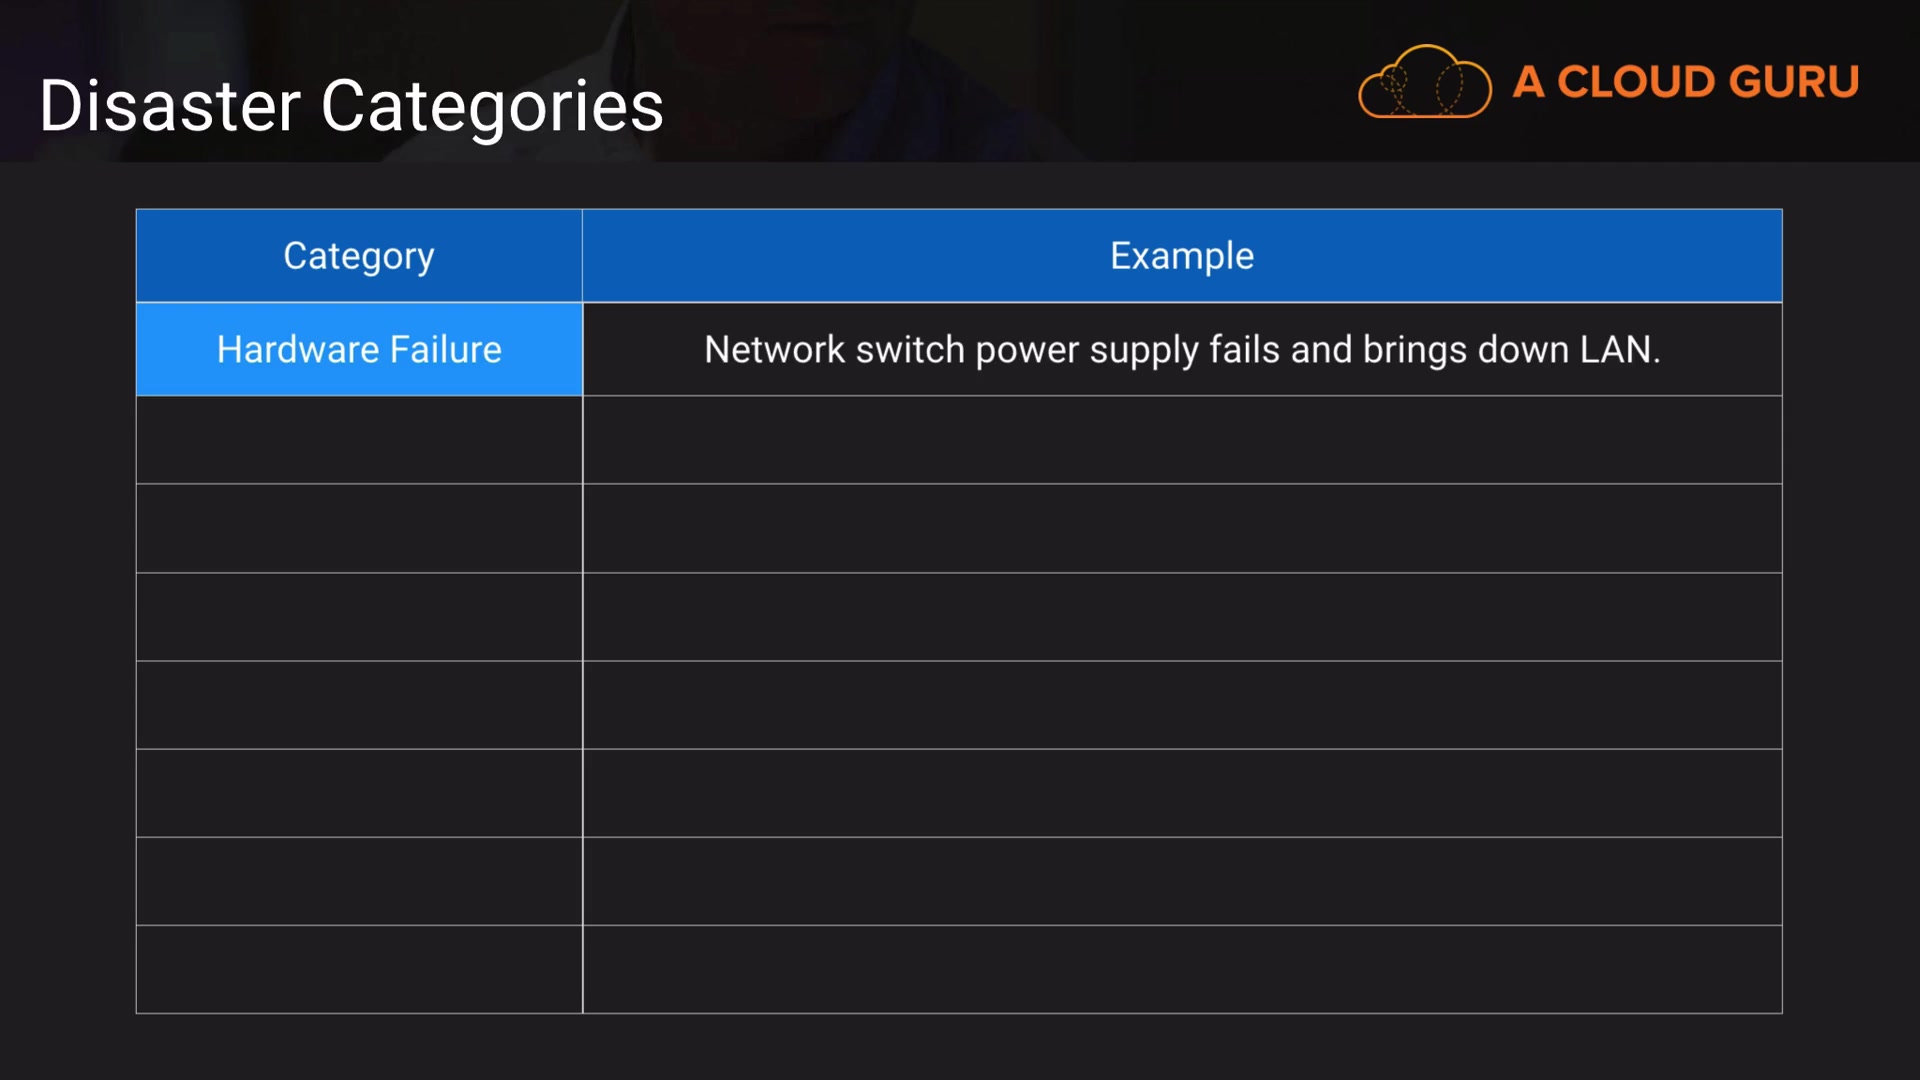 Disaster Categories
A CLOUD GURU
Category
Example
Hardware Failure
Network switch power supply fails and brings down LAN.